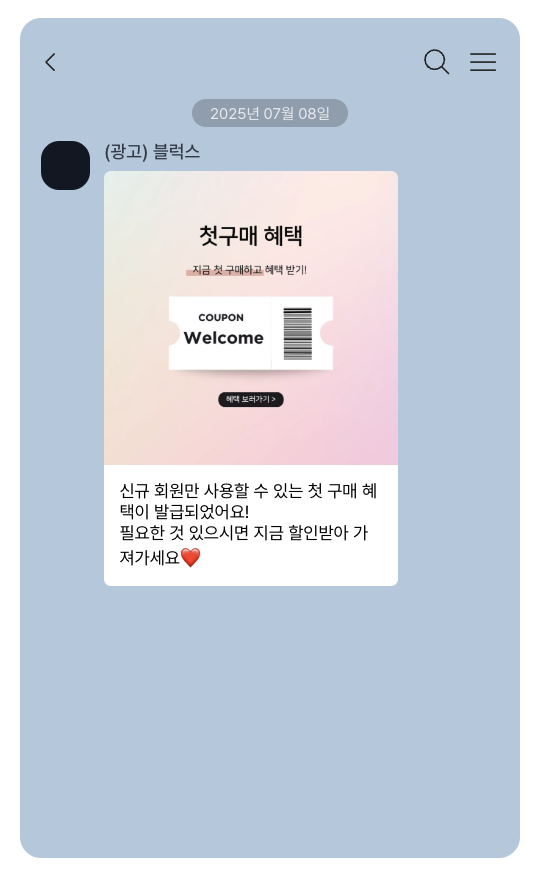 2025년 07월 08일
(광고) 블럭스
첫구매 혜택
지금 첫 구매하고 혜택 받기!
COUPON
Welcome
혜택 보러가기 >
신규 회원만 사용할 수 있는 첫 구매 혜
택이 발급되었어요!
필요한 것 있으시면 지금 할인받아 가
져가세요❤️